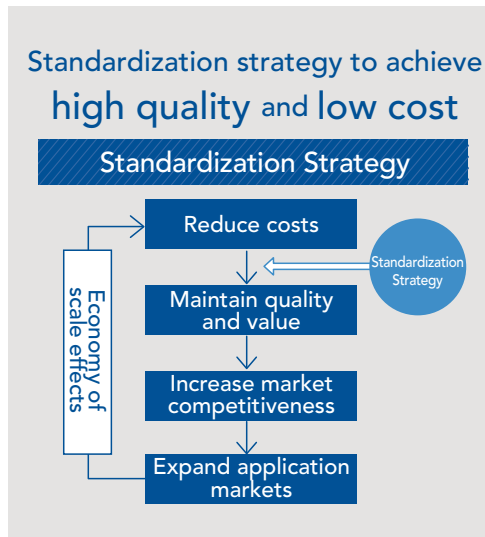 Standardization strategy to achieve
high quality and low cost
Standardization Strategy
Reduce costs
Standardization
Strategy
Maintain quality
and value
Economy of
scale effects
Increase market
competitiveness
Expand application
markets